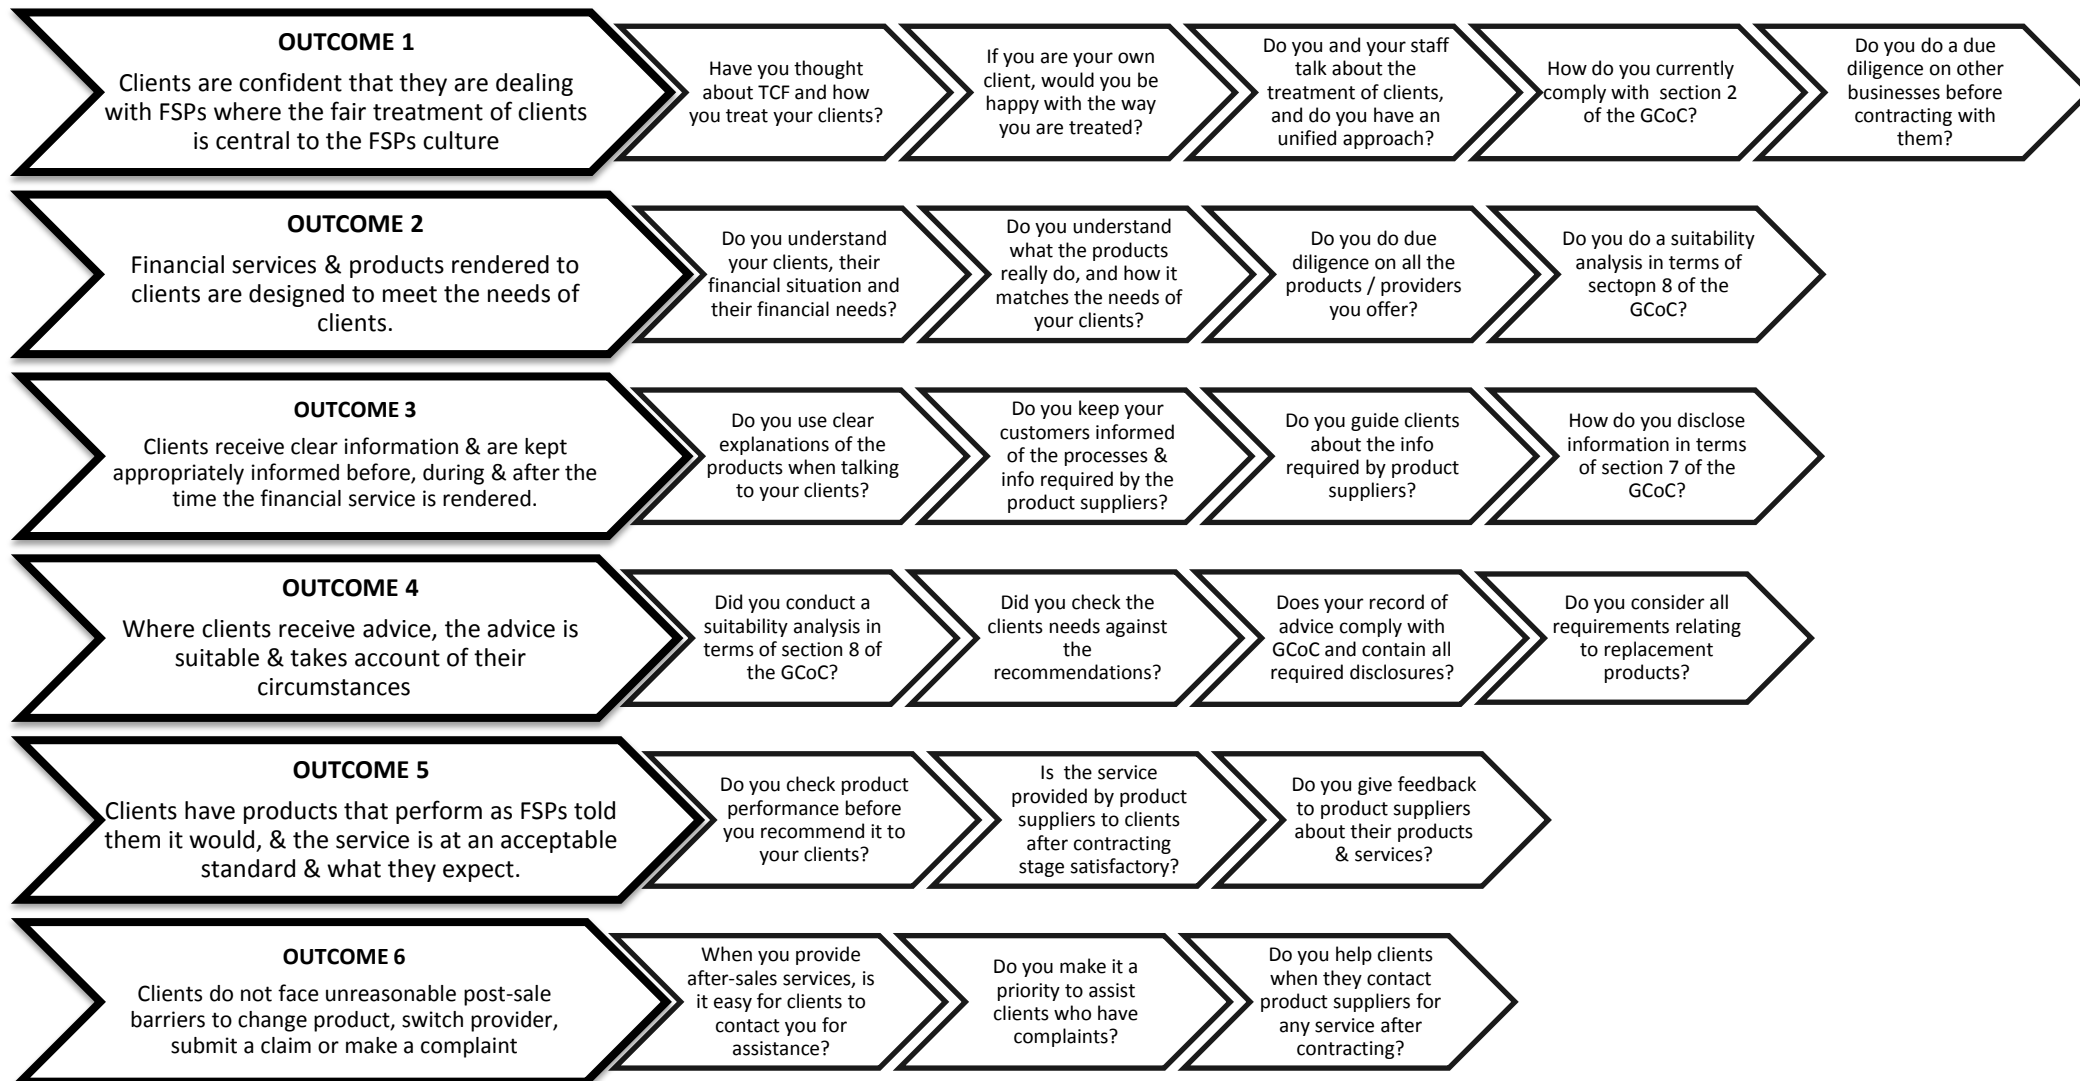 OUTCOME 1
Clients are confident that they are dealing
with FSPs where the fair treatment of clients
is central to the FSPs culture
Have you thought
about TCF and how
you treat your clients?
If you are your own
client, would you be
happy with the way
you are treated?
Do you and your staff
talk about the
treatment of clients,
and do you have an
unified approach?
How do you currently
comply with section 2
of the GCoC?
Do you do a due
diligence on other
businesses before
contracting with
them?
OUTCOME 2
Financial services & products rendered to
clients are designed to meet the needs of
clients.
Do you understand
your clients, their
financial situation and
their financial needs?
Do you understand
what the products
really do, and how it
matches the needs of
your clients?
Do you do due
diligence on all the
products / providers
you offer?
Do you do a suitability
analysis in terms of
sectopn 8 of the
GCoC?
OUTCOME 3
Clients receive clear information & are kept
appropriately informed before, during & after the
time the financial service is rendered.
Do you use clear
explanations of the
products when talking
to your clients?
Do you keep your
customers informed
of the processes &
info required by the
product suppliers?
Do you guide clients
about the info
required by product
suppliers?
How do you disclose
information in terms
of section 7 of the
GCoC?
OUTCOME 4
Where clients receive advice, the advice is
suitable & takes account of their
circumstances
Did you conduct a
suitability analysis in
terms of section 8 of
the GCoC?
Did you check the
clients needs against
the
recommendations?
Does your record of
advice comply with
GCoC and contain all
required disclosures?
Do you consider all
requirements relating
to replacement
products?
OUTCOME 5
Clients have products that perform as FSPs told
them it would, & the service is at an acceptable
standard & what they expect.
Do you check product
performance before
you recommend it to
your clients?
Is the service
provided by product
suppliers to clients
after contracting
stage satisfactory?
Do you give feedback
to product suppliers
about their products
& services?
OUTCOME 6
Clients do not face unreasonable post-sale
barriers to change product, switch provider,
submit a claim or make a complaint
When you provide
after-sales services, is
it easy for clients to
contact you for
assistance?
Do you make it a
priority to assist
clients who have
complaints?
Do you help clients
when they contact
product suppliers for
any service after
contracting?